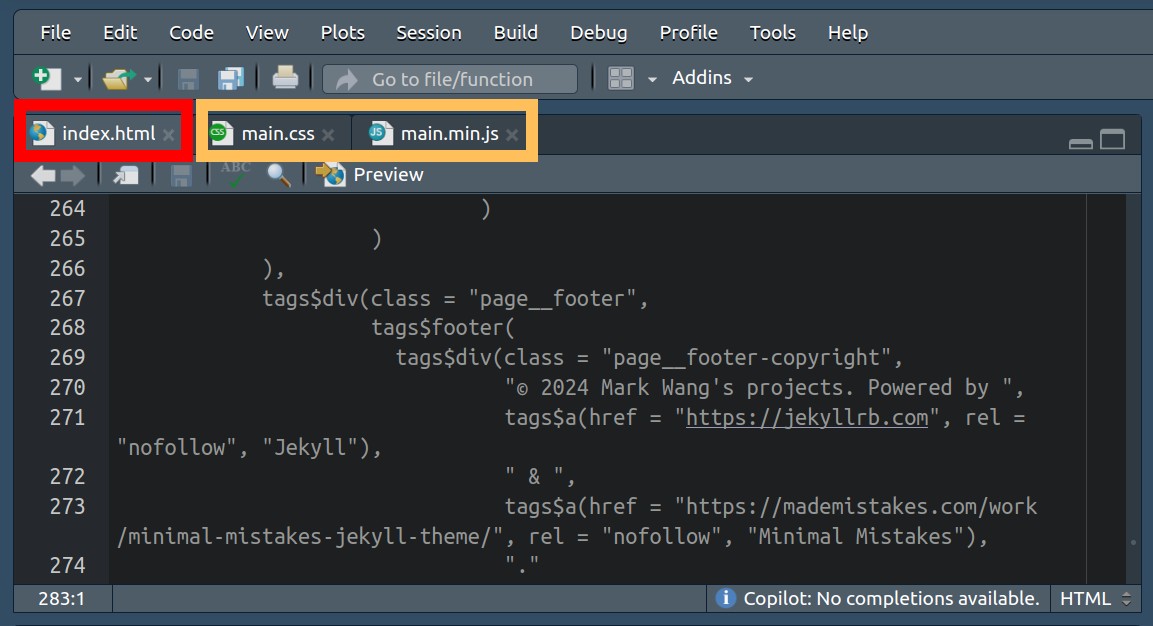 File Edit Code View Plots Session Build Debug Profile Tools Help
Go to file/function Addins
index.html main.css main.min.js
ABC Preview
264 )
265 )
266 ),
267 tags$div(class = "page__footer",
268 tags$footer(
269 tags$div(class = "page__footer-copyright",
270 "© 2024 Mark Wang's projects. Powered by ",
271 tags$a(href = "https://jekyllrb.com", rel =
"nofollow", "Jekyll"),
272 " & ",
273 tags$a(href = "https://mademistakes.com/work
/minimal-mistakes-jekyll-theme/", rel = "nofollow", "Minimal Mistakes"),
274 "."
283:1 Copilot: No completions available. HTML